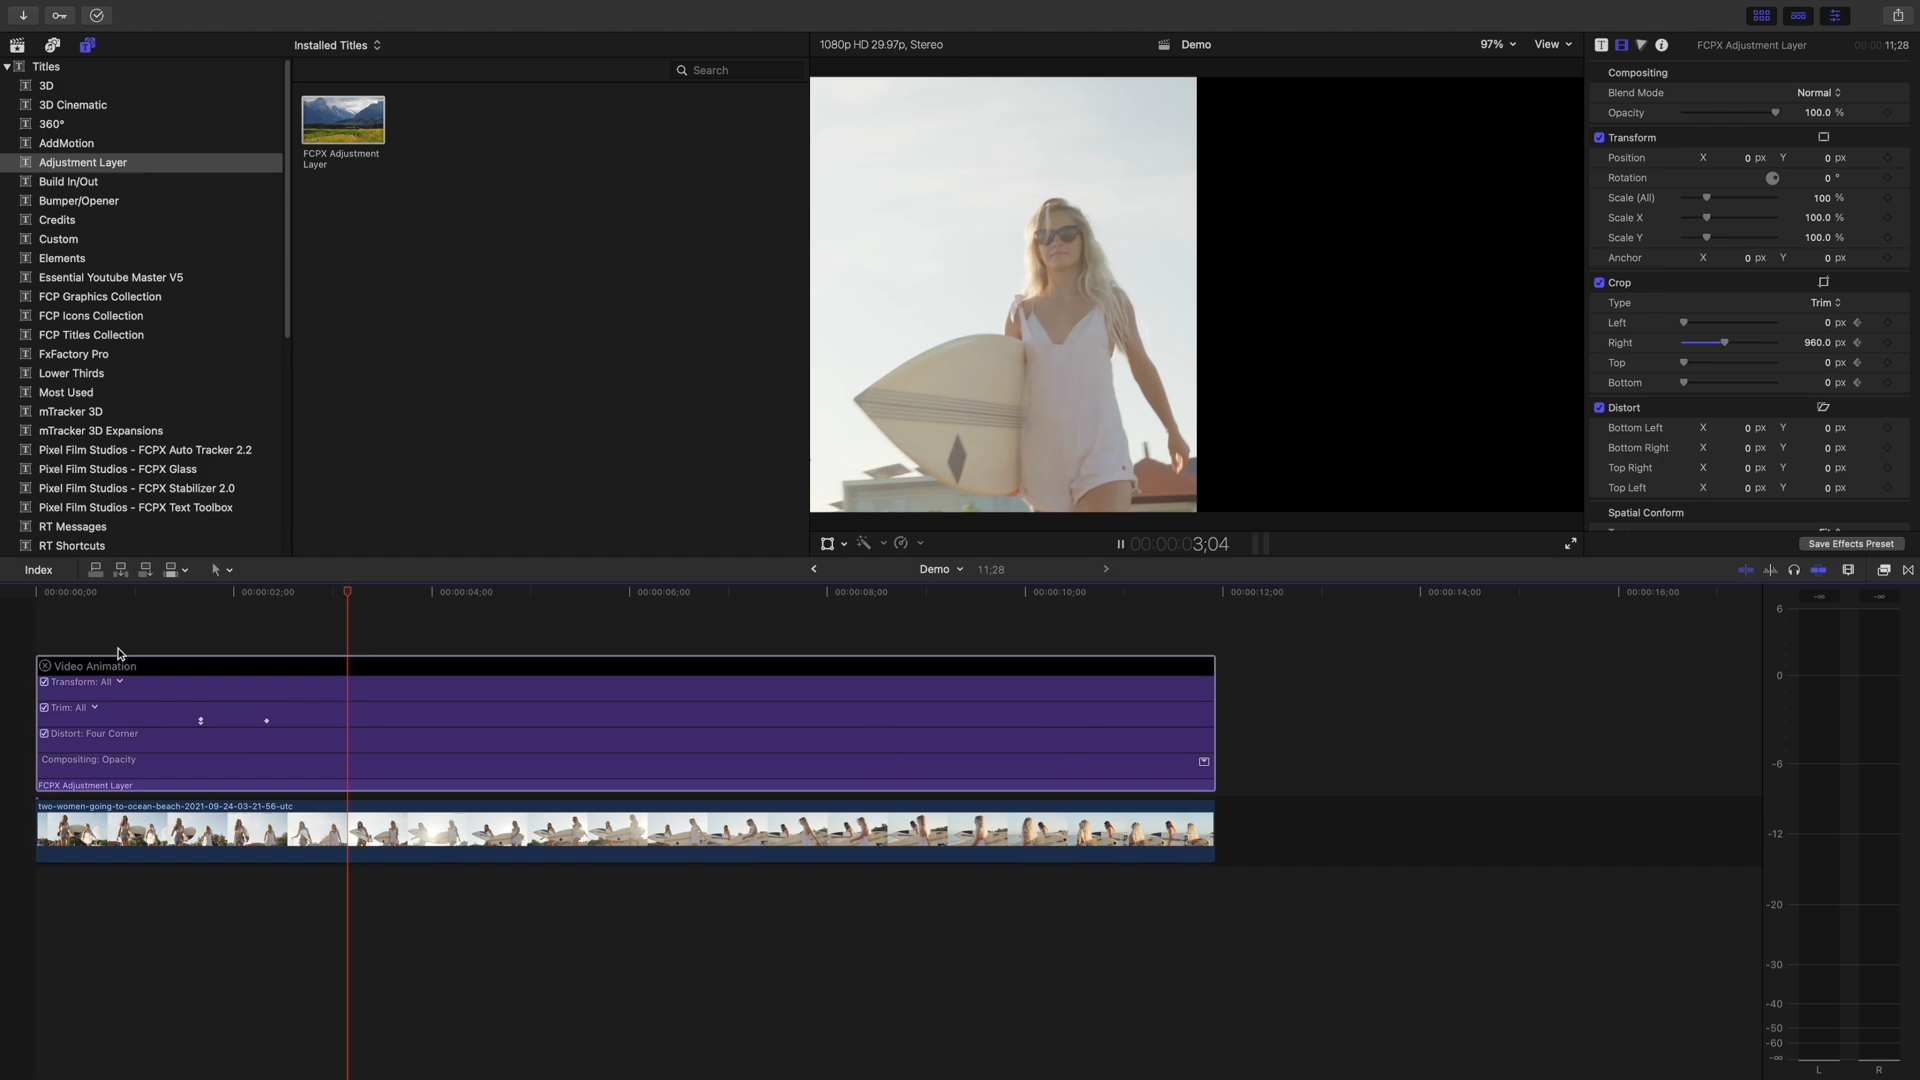 Installed Titles
1080p HD 29.97p, Stereo
Demo
97%
View
FCPX Adjustment Layer
00:00:11;28
Titles
3D
3D Cinematic
360°
AddMotion
Adjustment Layer
Build In/Out
Bumper/Opener
Credits
Custom
Elements
Essential Youtube Master V5
FCP Graphics Collection
FCP Icons Collection
FCP Titles Collection
FxFactory Pro
Lower Thirds
Most Used
mTracker 3D
mTracker 3D Expansions
Pixel Film Studios - FCPX Auto Tracker 2.2
Pixel Film Studios - FCPX Glass
Pixel Film Studios - FCPX Stabilizer 2.0
Pixel Film Studios - FCPX Text Toolbox
RT Messages
RT Shortcuts
Search
FCPX Adjustment
Layer
Compositing
Blend Mode Normal
Opacity 100.0 %
Transform
Position X 0 px Y 0 px
Rotation 0 °
Scale (All) 100 %
Scale X 100.0 %
Scale Y 100.0 %
Anchor X 0 px Y 0 px
Crop
Type Trim
Left 0 px
Right 960.0 px
Top 0 px
Bottom 0 px
Distort
Bottom Left X 0 px Y 0 px
Bottom Right X 0 px Y 0 px
Top Right X 0 px Y 0 px
Top Left X 0 px Y 0 px
Spatial Conform
Save Effects Preset
00:00:03;04
Index
Demo
11;28
00:00:00;00 00:00:02;00 00:00:04;00 00:00:06;00 00:00:08;00 00:00:10;00 00:00:12;00 00:00:14;00 00:00:16;00
Video Animation
Transform: All
Trim: All
Distort: Four Corner
Compositing: Opacity
FCPX Adjustment Layer
two-women-going-to-ocean-beach-2021-09-24-03-21-56-utc
-∞ -∞
6
0
-6
-12
-20
-30
-40
-50
-60
-∞
L R